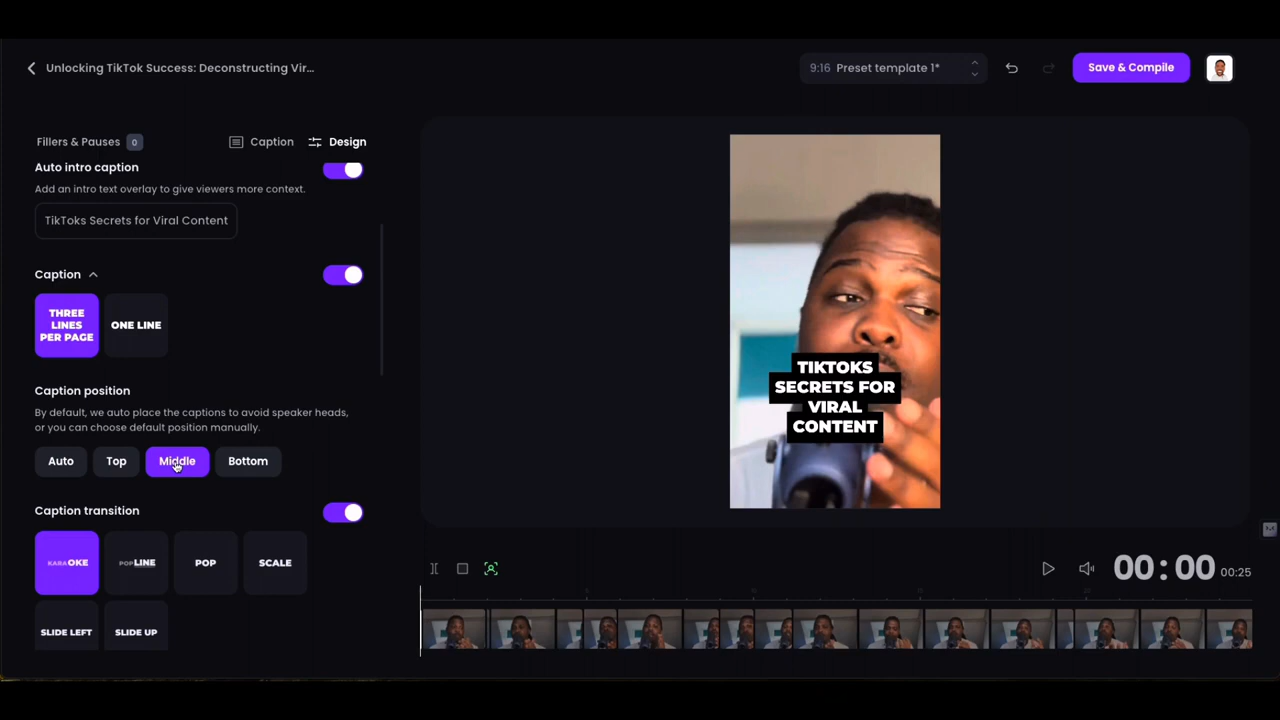 Unlocking TikTok Success: Deconstructing Vir...
9:16 Preset template 1*
Save & Compile
Fillers & Pauses 0
Caption
Design
Auto intro caption
Add an intro text overlay to give viewers more context.
TikToks Secrets for Viral Content
Caption
THREE
LINES
PER PAGE
ONE LINE
Caption position
By default, we auto place the captions to avoid speaker heads,
or you can choose default position manually.
Auto
Top
Middle
Bottom
Caption transition
KARAOKE
POPLINE
POP
SCALE
SLIDE LEFT
SLIDE UP
TIKTOKS
SECRETS FOR
VIRAL
CONTENT
00:00 00:25